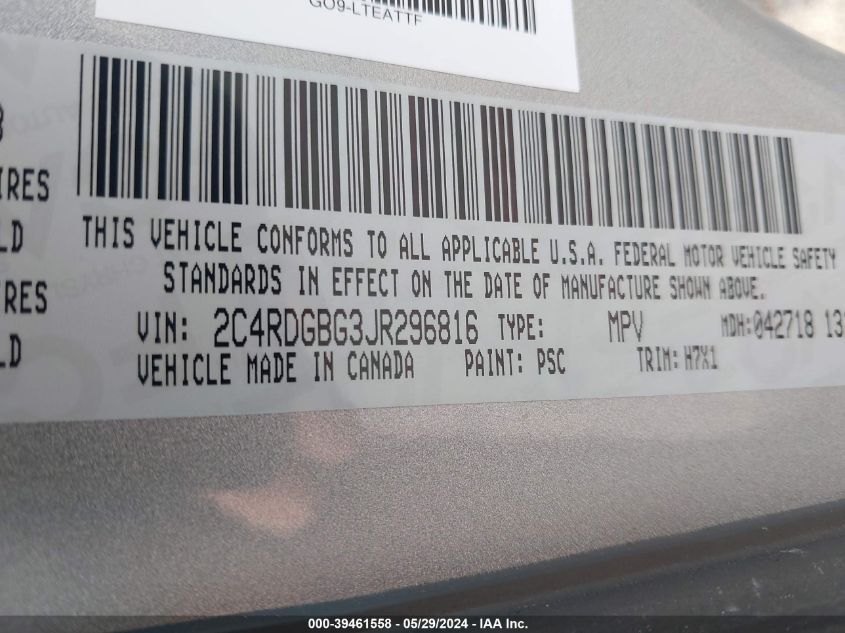 GO9-LTEATTF
IRES
LD
IRES
LD
THIS VEHICLE CONFORMS TO ALL APPLICABLE U.S.A. FEDERAL MOTOR VEHICLE SAFETY
STANDARDS IN EFFECT ON THE DATE OF MANUFACTURE SHOWN ABOVE.
VIN: 2C4RDGBG3JR296816 TYPE: MPV MDH:042718 13
VEHICLE MADE IN CANADA PAINT: PSC TRIM: H7X1
000-39461558 - 05/29/2024 - IAA Inc.